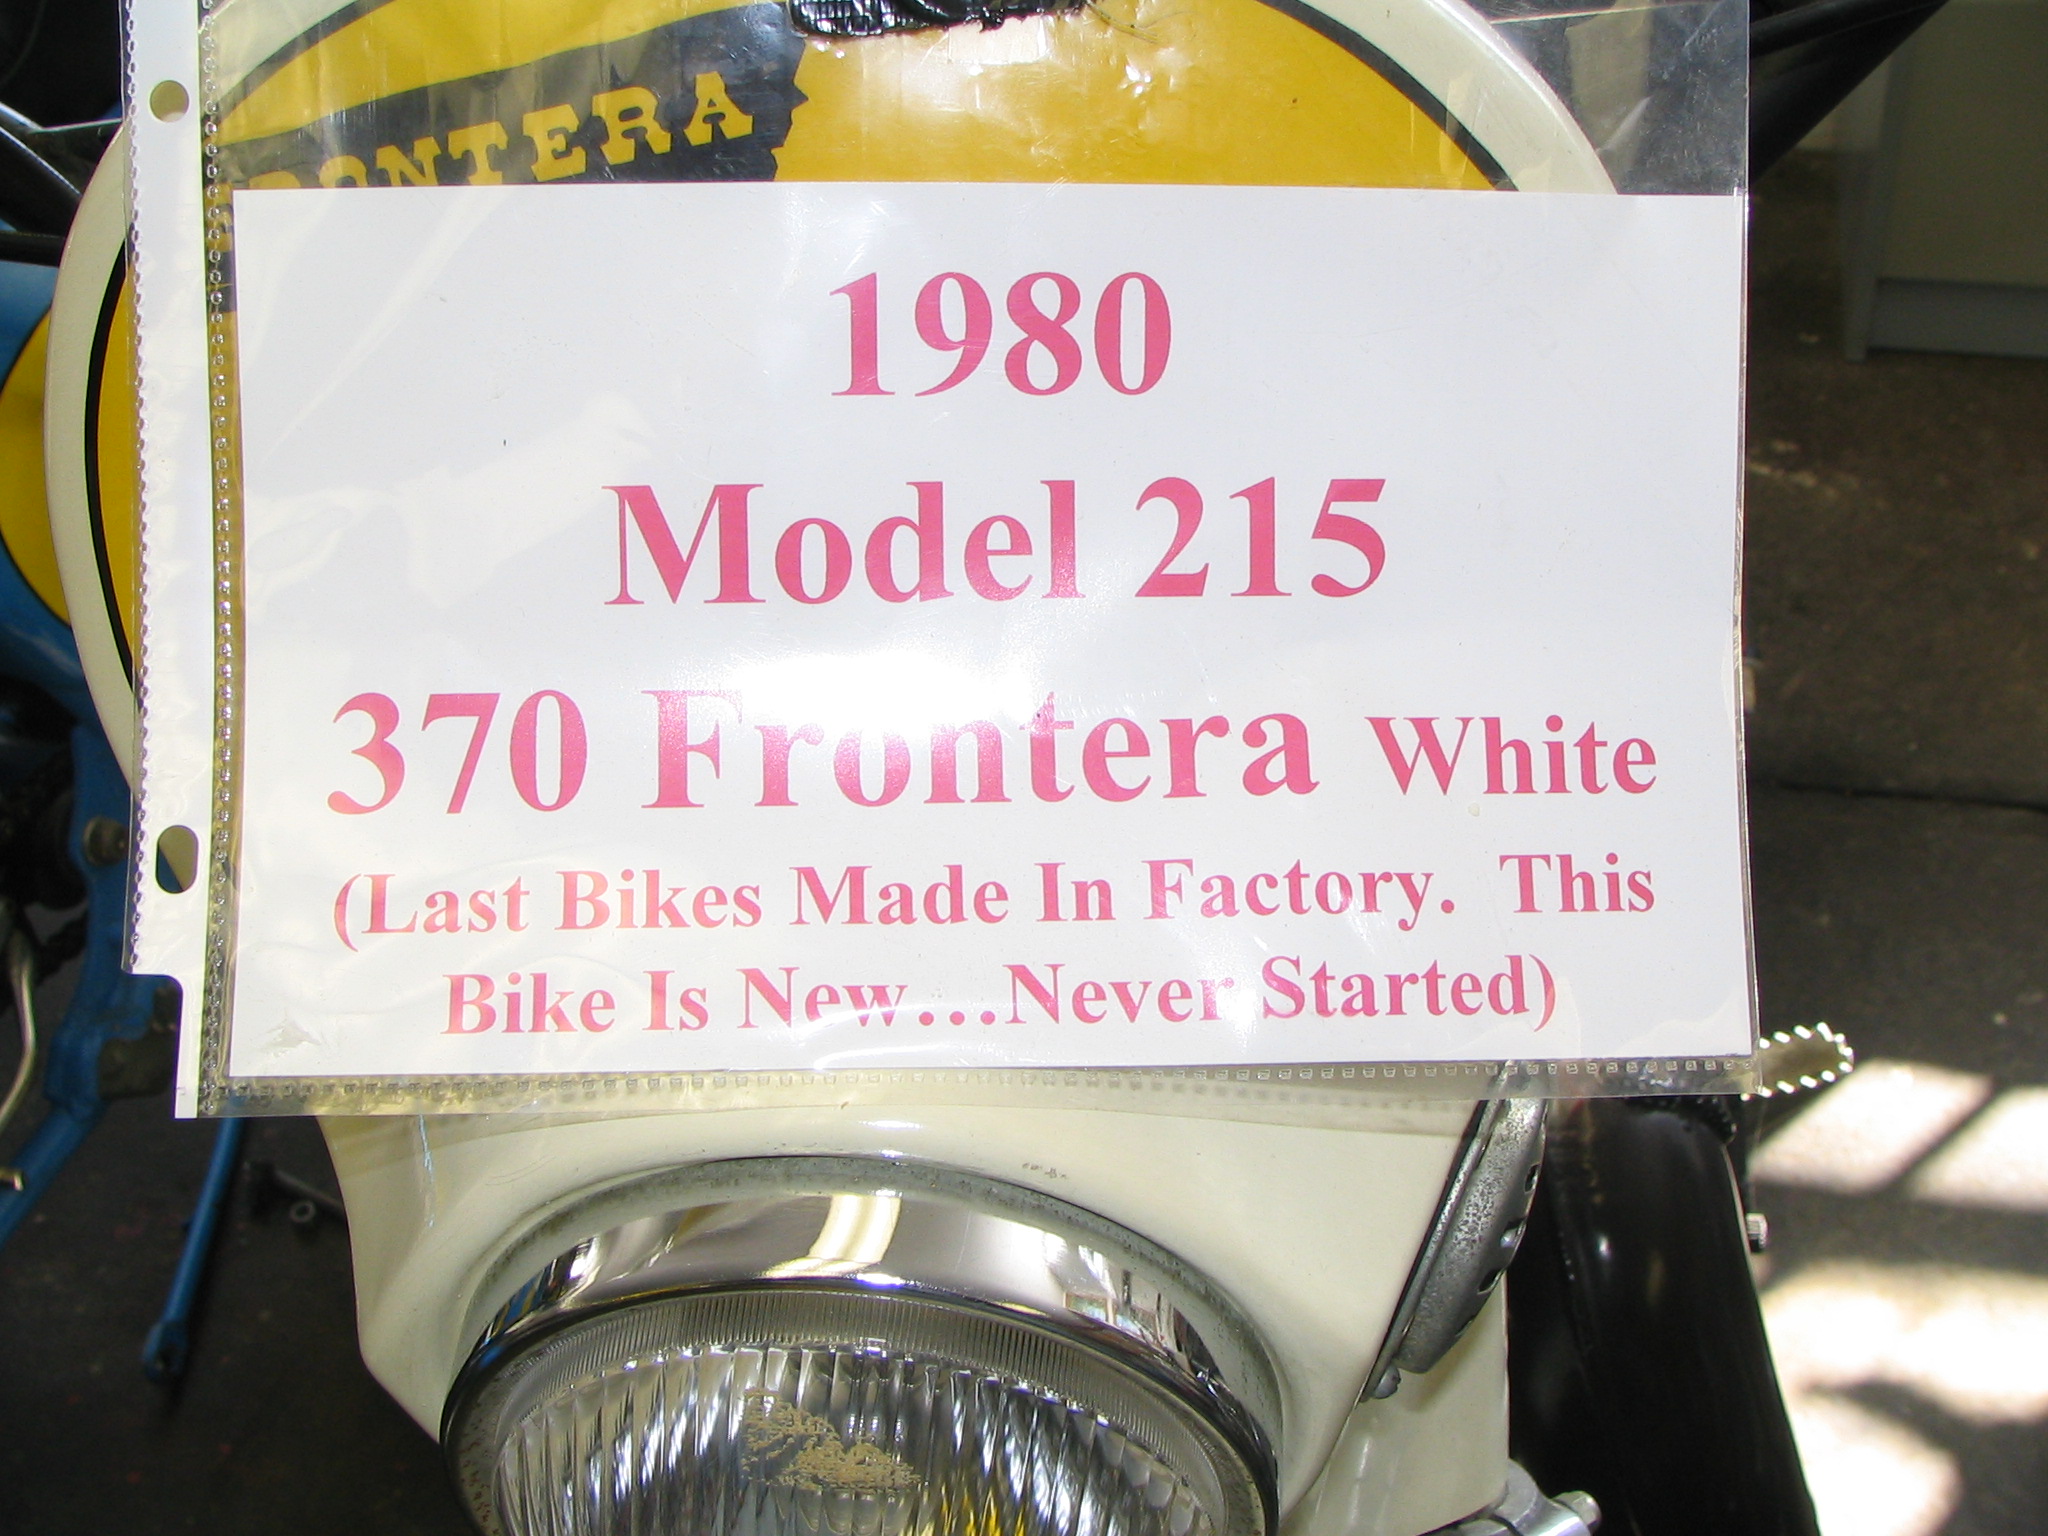 FRONTERA
1980
Model 215
370 Frontera White
(Last Bikes Made In Factory.  This
Bike Is New...Never Started)